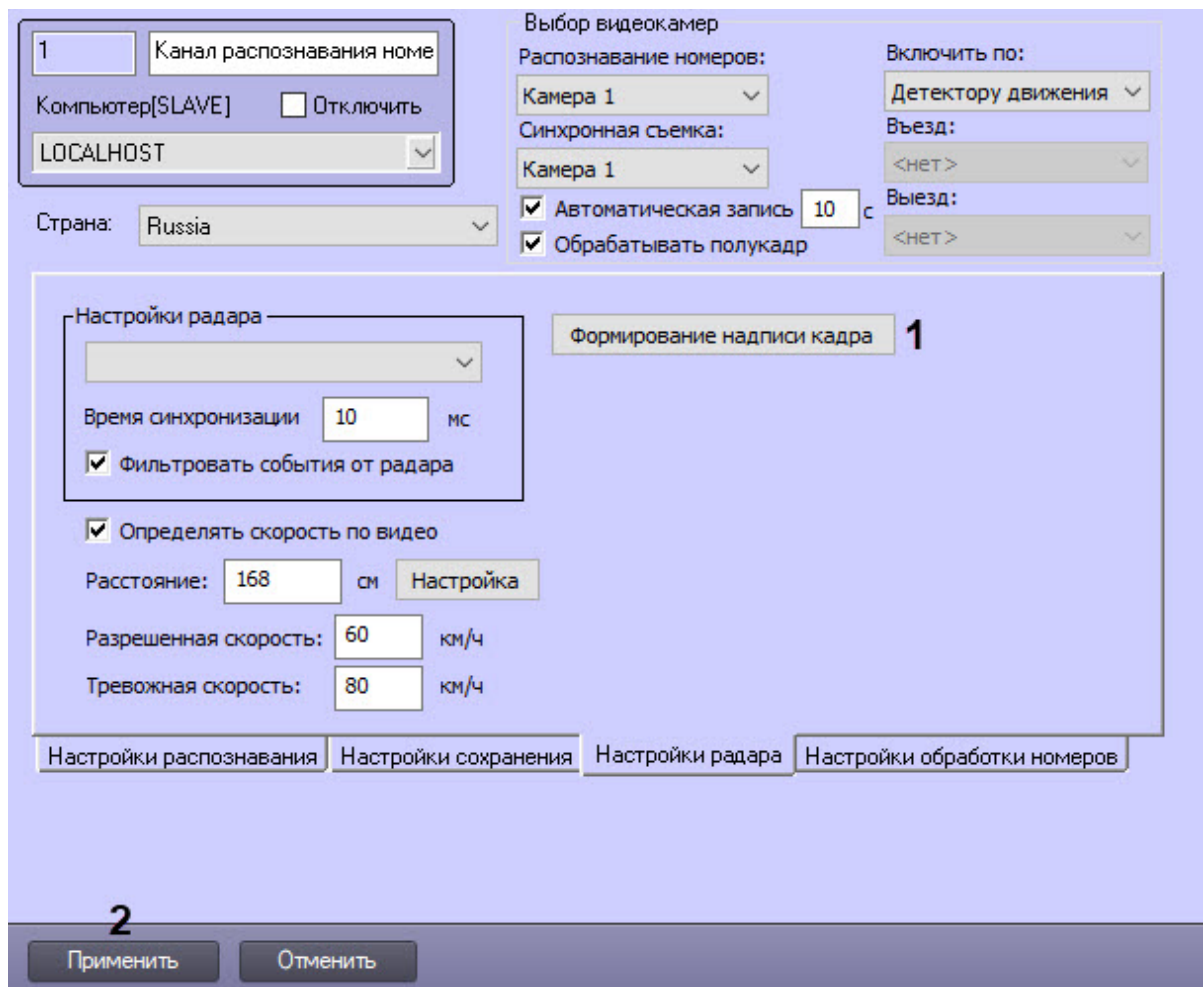 1
Канал распознавания номе
Компьютер[SLAVE]
Отключить
LOCALHOST
Страна:
Russia
Выбор видеокамер
Распознавание номеров:
Камера 1
Синхронная съемка:
Камера 1
Автоматическая запись 10 с
Обрабатывать полукадр
Включить по:
Детектору движения
Въезд:
<нет>
Выезд:
<нет>
Настройки радара
Время синхронизации 10 мс
Фильтровать события от радара
Определять скорость по видео
Расстояние: 168 см Настройка
Разрешенная скорость: 60 км/ч
Тревожная скорость: 80 км/ч
Формирование надписи кадра 1
Настройки распознавания
Настройки сохранения
Настройки радара
Настройки обработки номеров
2
Применить
Отменить